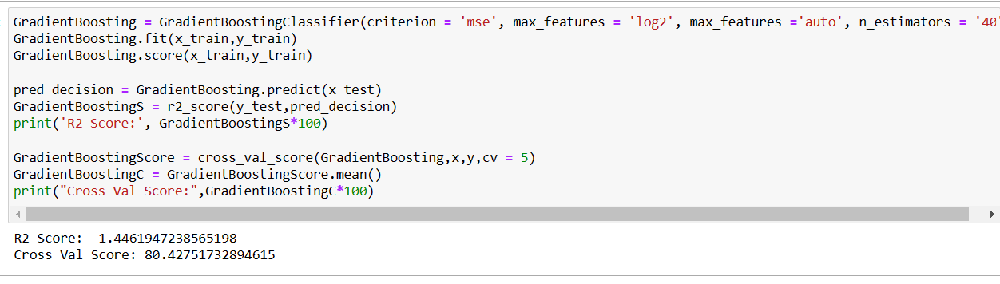 GradientBoosting = GradientBoostingClassifier(criterion = 'mse', max_features = 'log2', max_features ='auto', n_estimators = '40
GradientBoosting.fit(x_train,y_train)
GradientBoosting.score(x_train,y_train)
pred_decision = GradientBoosting.predict(x_test)
GradientBoostingS = r2_score(y_test,pred_decision)
print('R2 Score:', GradientBoostingS*100)
GradientBoostingScore = cross_val_score(GradientBoosting,x,y,cv = 5)
GradientBoostingC = GradientBoostingScore.mean()
print("Cross Val Score:",GradientBoostingC*100)
R2 Score: -1.4461947238565198
Cross Val Score: 80.42751732894615